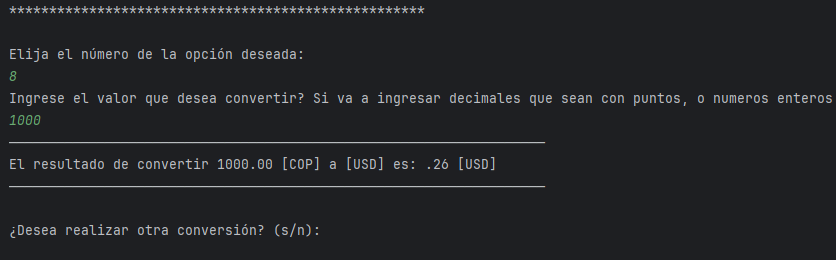 ****************************************************
Elija el número de la opción deseada:
8
Ingrese el valor que desea convertir? Si va a ingresar decimales que sean con puntos, o numeros enteros
1000
El resultado de convertir 1000.00 [COP] a [USD] es: .26 [USD]
¿Desea realizar otra conversión? (s/n):